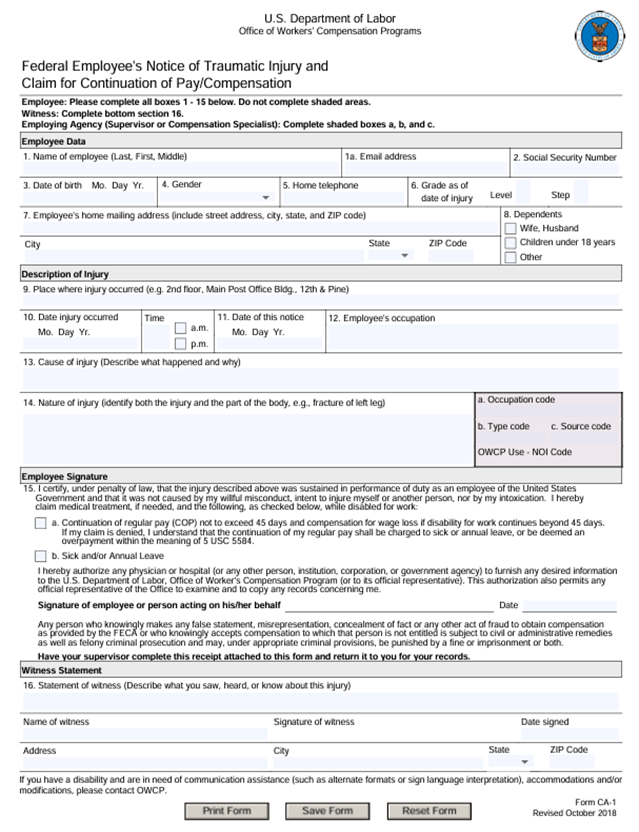 U.S. Department of Labor
Office of Workers' Compensation Programs
Federal Employee's Notice of Traumatic Injury and
Claim for Continuation of Pay/Compensation
Employee: Please complete all boxes 1 - 15 below. Do not complete shaded areas.
Witness: Complete bottom section 16.
Employing Agency (Supervisor or Compensation Specialist): Complete shaded boxes a, b, and c.
Employee Data
1. Name of employee (Last, First, Middle) 1a. Email address 2. Social Security Number
3. Date of birth Mo. Day Yr. 4. Gender 5. Home telephone 6. Grade as of date of injury Level Step
7. Employee's home mailing address (include street address, city, state, and ZIP code) 8. Dependents
Wife, Husband
Children under 18 years
Other
City State ZIP Code
Description of Injury
9. Place where injury occurred (e.g. 2nd floor, Main Post Office Bldg., 12th & Pine)
10. Date injury occurred Time 11. Date of this notice 12. Employee's occupation
Mo. Day Yr. a.m. Mo. Day Yr.
p.m.
13. Cause of injury (Describe what happened and why)
14. Nature of injury (identify both the injury and the part of the body, e.g., fracture of left leg) a. Occupation code
b. Type code c. Source code
OWCP Use - NOI Code
Employee Signature
15. I certify, under penalty of law, that the injury described above was sustained in performance of duty as an employee of the United States
Government and that it was not caused by my willful misconduct, intent to injure myself or another person, nor by my intoxication. I hereby
claim medical treatment, if needed, and the following, as checked below, while disabled for work:
a. Continuation of regular pay (COP) not to exceed 45 days and compensation for wage loss if disability for work continues beyond 45 days.
If my claim is denied, I understand that the continuation of my regular pay shall be charged to sick or annual leave, or be deemed an
overpayment within the meaning of 5 USC 5584.
b. Sick and/or Annual Leave
I hereby authorize any physician or hospital (or any other person, institution, corporation, or government agency) to furnish any desired information
to the U.S. Department of Labor, Office of Worker's Compensation Program (or to its official representative). This authorization also permits any
official representative of the Office to examine and to copy any records concerning me.
Signature of employee or person acting on his/her behalf Date
Any person who knowingly makes any false statement, misrepresentation, concealment of fact or any other act of fraud to obtain compensation
as provided by the FECA or who knowingly accepts compensation to which that person is not entitled is subject to civil or administrative remedies
as well as felony criminal prosecution and may, under appropriate criminal provisions, be punished by a fine or imprisonment or both.
Have your supervisor complete this receipt attached to this form and return it to you for your records.
Witness Statement
16. Statement of witness (Describe what you saw, heard, or know about this injury)
Name of witness Signature of witness Date signed
Address City State ZIP Code
If you have a disability and are in need of communication assistance (such as alternate formats or sign language interpretation), accommodations and/or
modifications, please contact OWCP.
Print Form Save Form Reset Form
Form CA-1
Revised October 2018